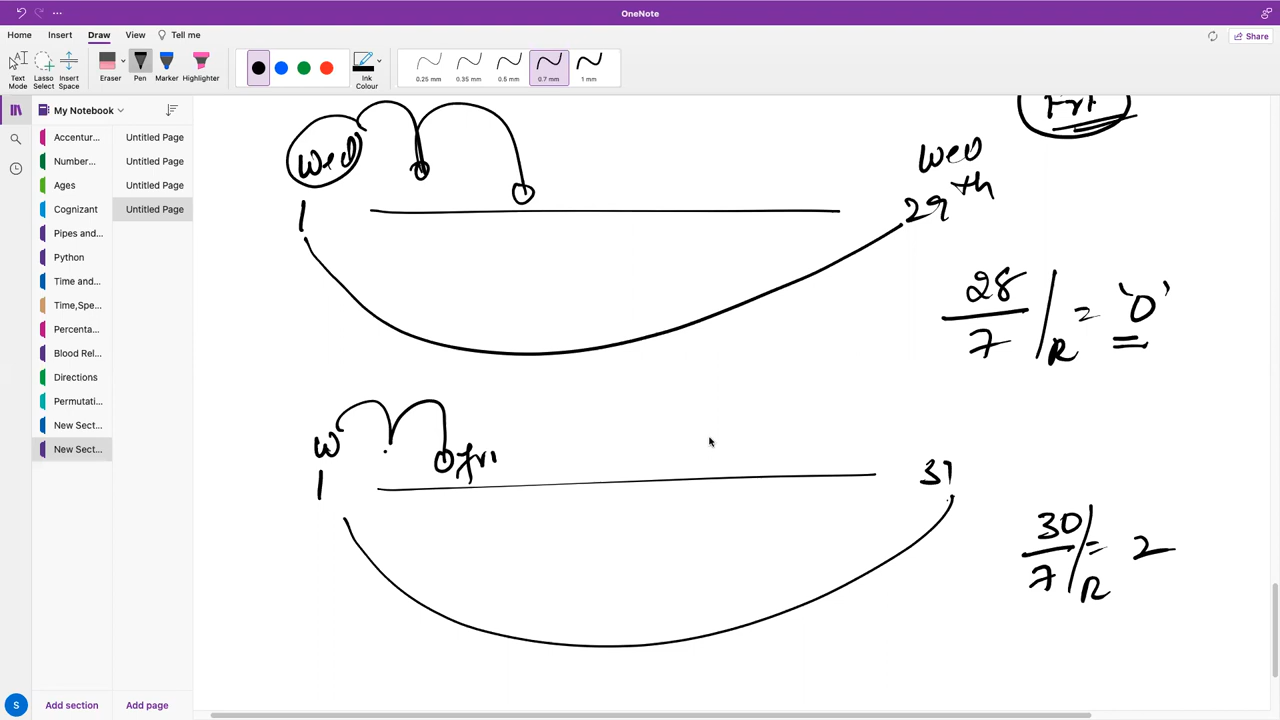 OneNote
Home Insert Draw View Tell me
Share
Text Mode
Lasso Select
Insert Space
Eraser
Pen
Marker
Highlighter
Ink Colour
0.25 mm
0.35 mm
0.5 mm
0.7 mm
1 mm
My Notebook
Accentur...
Number...
Ages
Cognizant
Pipes and...
Python
Time and...
Time,Spe...
Percenta...
Blood Rel...
Directions
Permutati...
New Sect...
New Sect...
Untitled Page
Untitled Page
Untitled Page
Untitled Page
Fri
Wed
Wed
1
29th
28
7 R = '0'
W
fri
1
31
30
7 R = 2
S
Add section
Add page